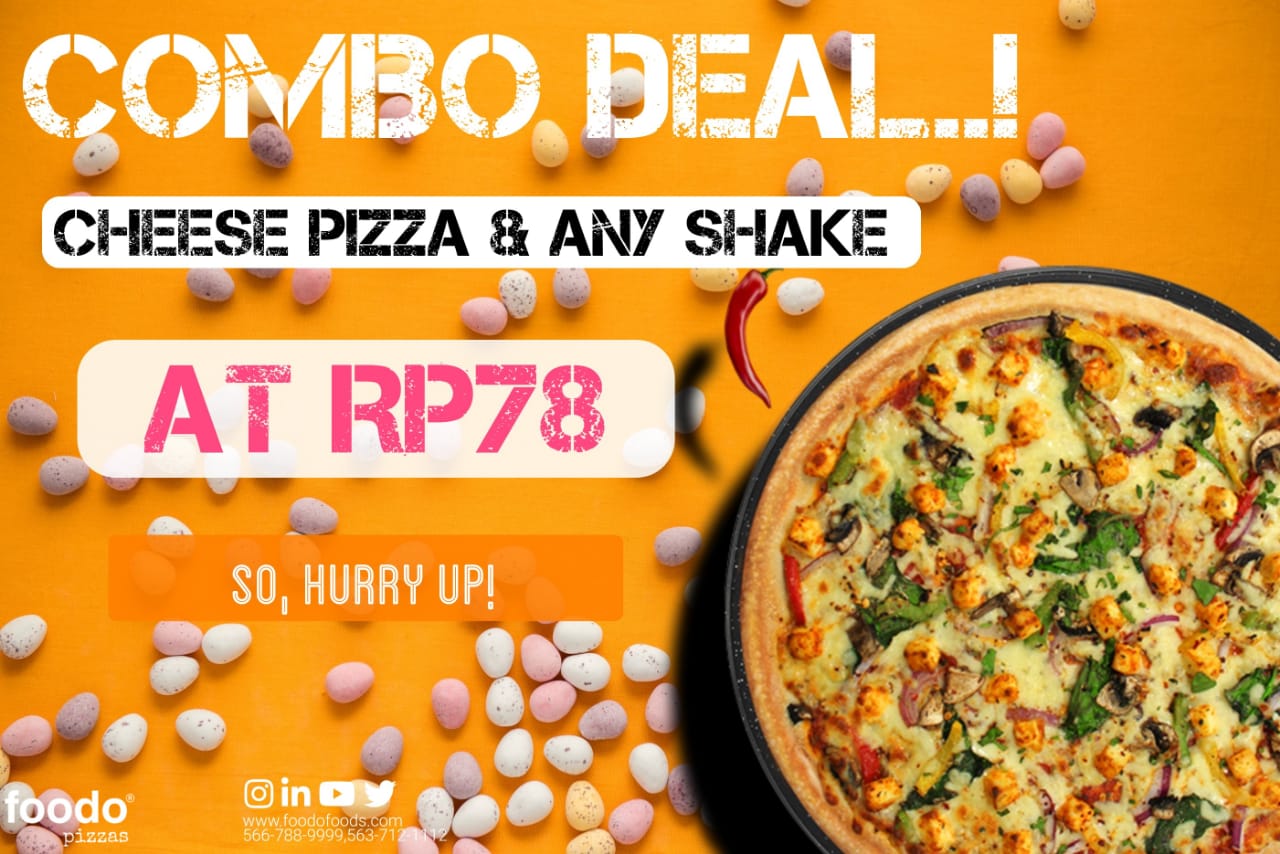 COMBO DEAL..!
CHEESE PIZZA & ANY SHAKE
AT RP78
SO, HURRY UP!
foodo®
pizzas
www.foodofoods.com
566-788-9999,563-712-1112